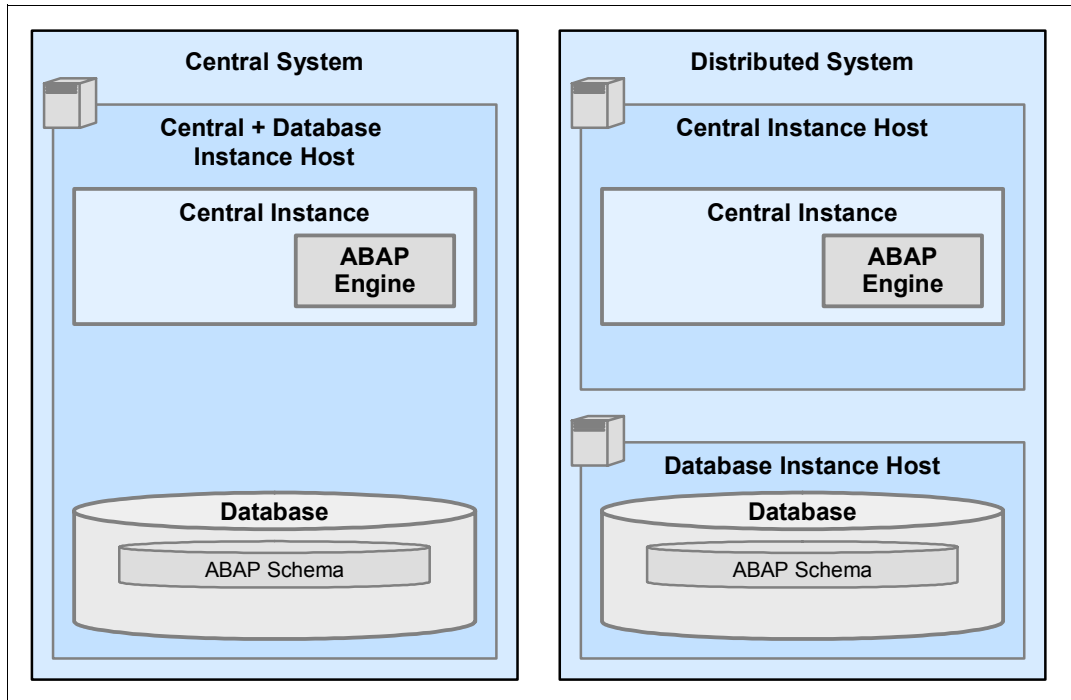 Central System
Central + Database
Instance Host
Central Instance
ABAP
Engine
Database
ABAP Schema
Distributed System
Central Instance Host
Central Instance
ABAP
Engine
Database Instance Host
Database
ABAP Schema